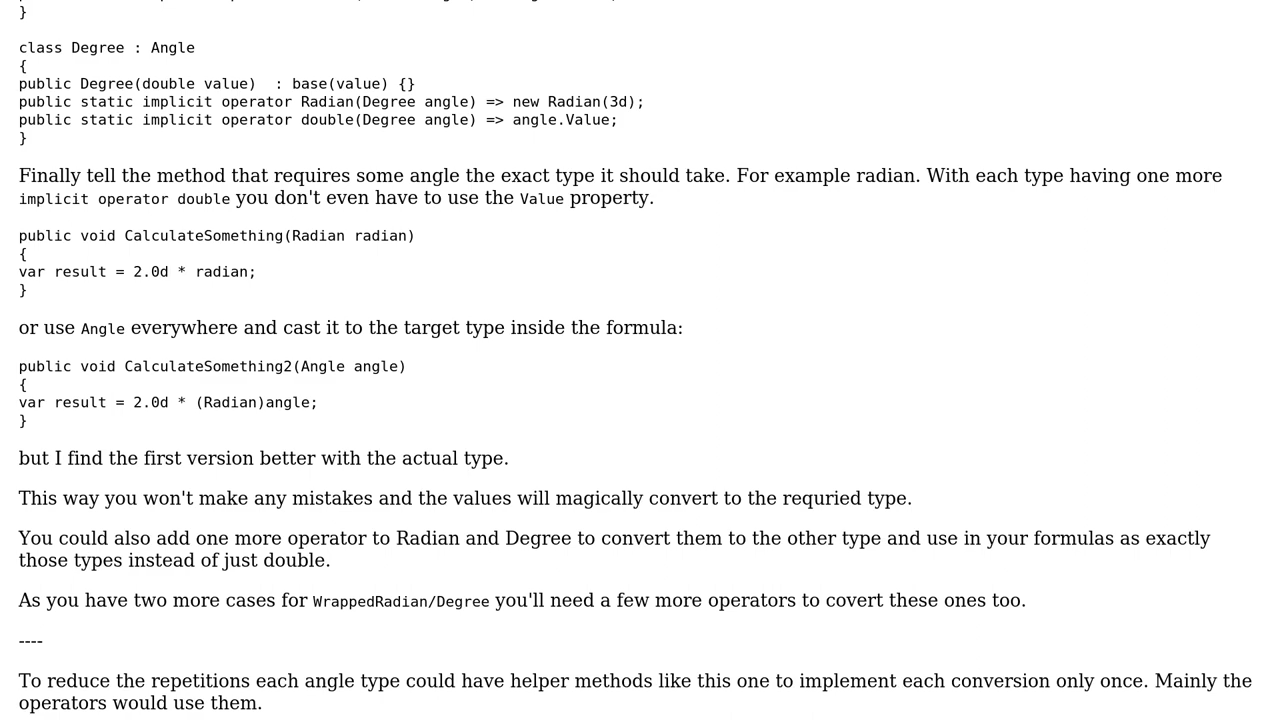 }
class Degree : Angle
{
public Degree(double value)  : base(value) {}
public static implicit operator Radian(Degree angle) => new Radian(3d);
public static implicit operator double(Degree angle) => angle.Value;
}
Finally tell the method that requires some angle the exact type it should take. For example radian. With each type having one more
implicit operator double you don't even have to use the Value property.
public void CalculateSomething(Radian radian)
{
var result = 2.0d * radian;
}
or use Angle everywhere and cast it to the target type inside the formula:
public void CalculateSomething2(Angle angle)
{
var result = 2.0d * (Radian)angle;
}
but I find the first version better with the actual type.
This way you won't make any mistakes and the values will magically convert to the requried type.
You could also add one more operator to Radian and Degree to convert them to the other type and use in your formulas as exactly
those types instead of just double.
As you have two more cases for WrappedRadian/Degree you'll need a few more operators to covert these ones too.
----
To reduce the repetitions each angle type could have helper methods like this one to implement each conversion only once. Mainly the
operators would use them.